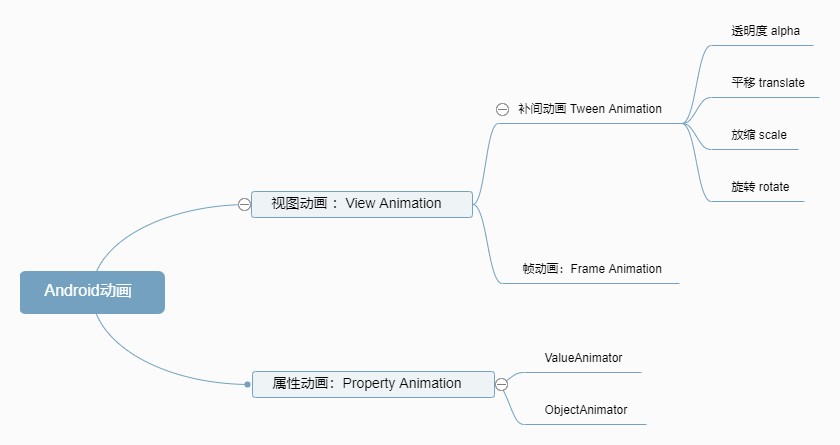 透明度 alpha
平移 translate
补间动画 Tween Animation
放缩 scale
旋转 rotate
视图动画： View Animation
帧动画：Frame Animation
Android动画
属性动画：Property Animation
ValueAnimator
ObjectAnimator